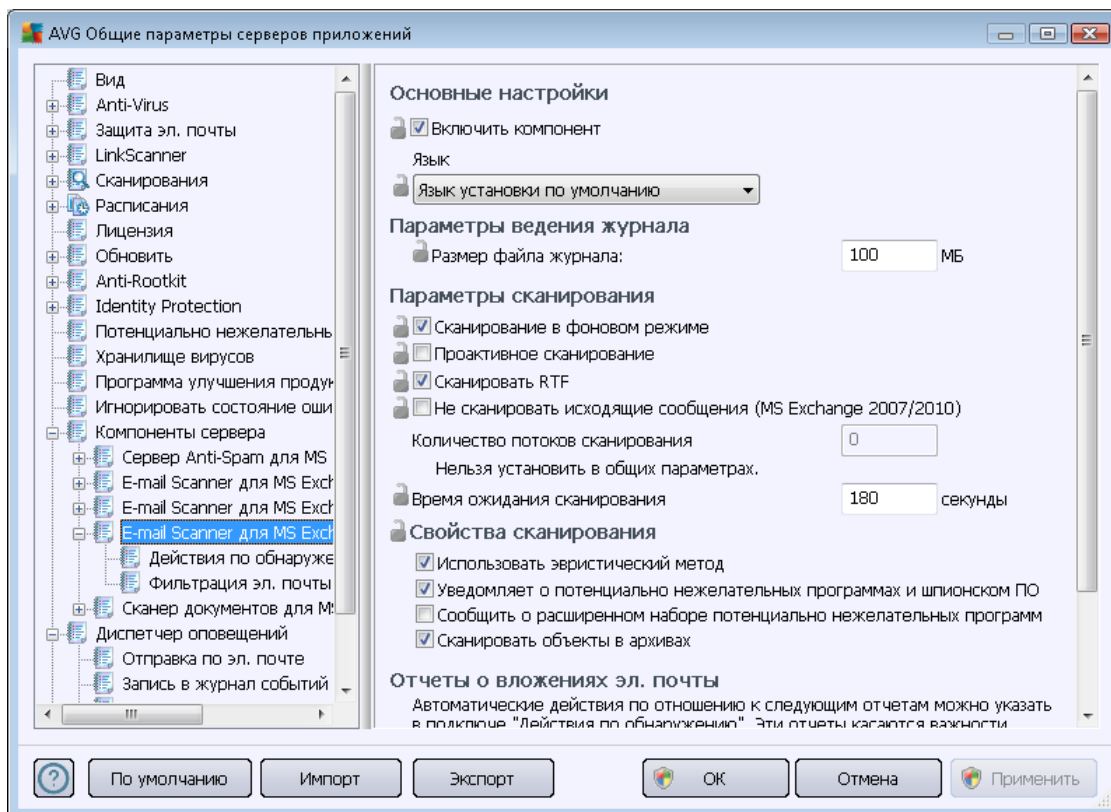 AVG Общие параметры серверов приложений
Вид
Anti-Virus
Защита эл. почты
LinkScanner
Сканирования
Расписания
Лицензия
Обновить
Anti-Rootkit
Identity Protection
Потенциально нежелательны
Хранилище вирусов
Программа улучшения продук
Игнорировать состояние оши
Компоненты сервера
Сервер Anti-Spam для MS
E-mail Scanner для MS Exch
E-mail Scanner для MS Exch
E-mail Scanner для MS Exch
Действия по обнаруже
Фильтрация эл. почты
Сканер документов для MS
Диспетчер оповещений
Отправка по эл. почте
Запись в журнал событий
Основные настройки
Включить компонент
Язык
Язык установки по умолчанию
Параметры ведения журнала
Размер файла журнала: 100 МБ
Параметры сканирования
Сканирование в фоновом режиме
Проактивное сканирование
Сканировать RTF
Не сканировать исходящие сообщения (MS Exchange 2007/2010)
Количество потоков сканирования 0
Нельзя установить в общих параметрах.
Время ожидания сканирования 180 секунды
Свойства сканирования
Использовать эвристический метод
Уведомляет о потенциально нежелательных программах и шпионском ПО
Сообщить о расширенном наборе потенциально нежелательных программ
Сканировать объекты в архивах
Отчеты о вложениях эл. почты
Автоматические действия по отношению к следующим отчетам можно указать
в подключе "Действия по обнаружению". Эти отчеты касаются важности
По умолчанию Импорт Экспорт ОК Отмена Применить